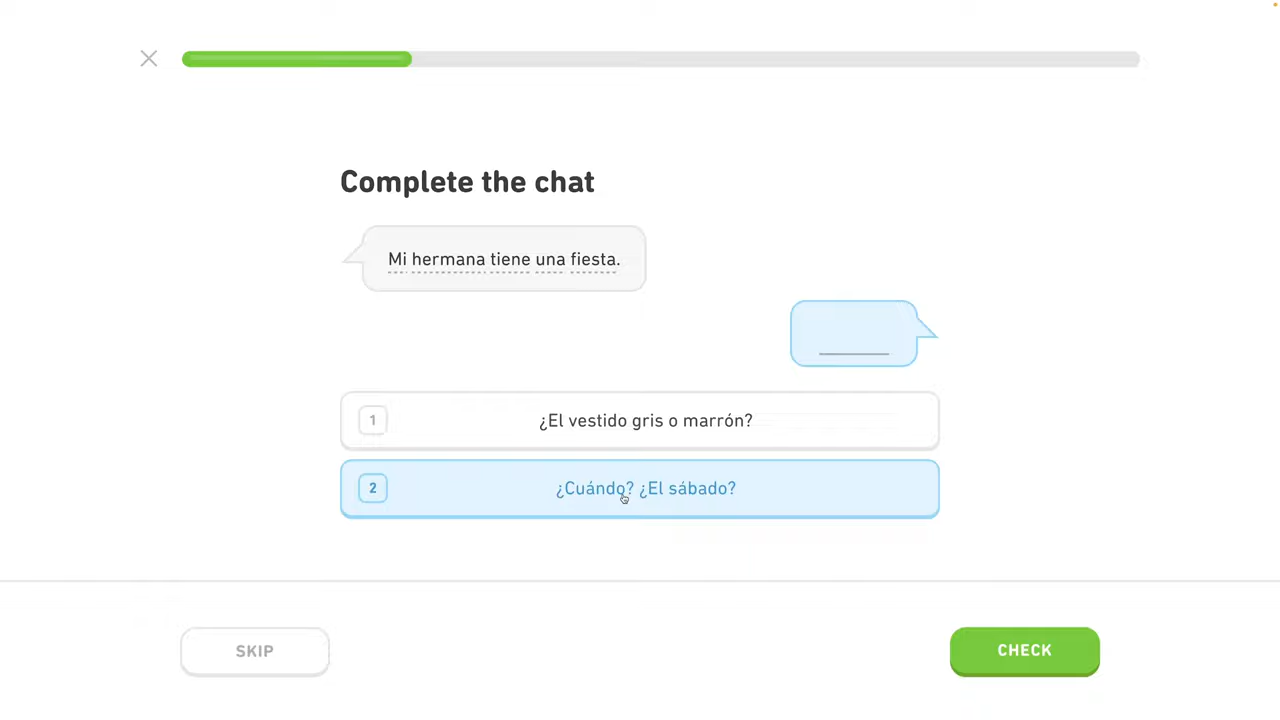 Complete the chat
Mi hermana tiene una fiesta.
1 ¿El vestido gris o marrón?
2 ¿Cuándo? ¿El sábado?
SKIP
CHECK